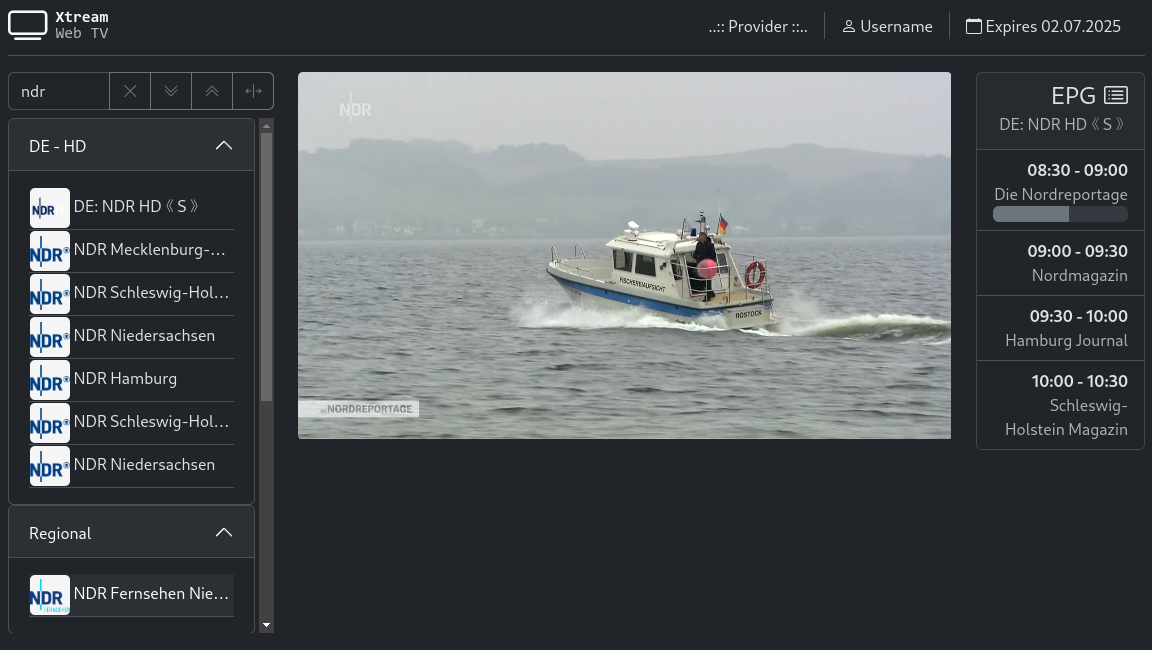 Xtream
Web TV
..:: Provider ::..
Username
Expires 02.07.2025
ndr
DE - HD
NDR
DE: NDR HD 《 S 》
NDR
NDR Mecklenburg-...
NDR
NDR Schleswig-Hol...
NDR
NDR Niedersachsen
NDR
NDR Hamburg
NDR
NDR Schleswig-Hol...
NDR
NDR Niedersachsen
Regional
NDR
FERNSEHEN
NDR Fernsehen Nie...
NDR
FISCHEREIAUFSICHT
ROSTOCK
NORDREPORTAGE
EPG
DE: NDR HD 《 S 》
08:30 - 09:00
Die Nordreportage
09:00 - 09:30
Nordmagazin
09:30 - 10:00
Hamburg Journal
10:00 - 10:30
Schleswig-
Holstein Magazin